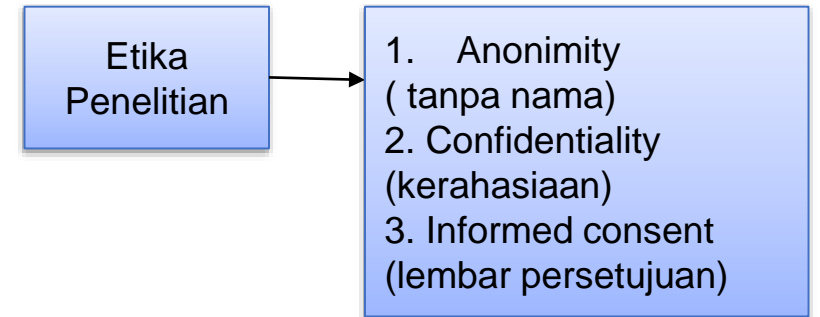 Etika
Penelitian
1. Anonimity
( tanpa nama)
2. Confidentiality
(kerahasiaan)
3. Informed consent
(lembar persetujuan)